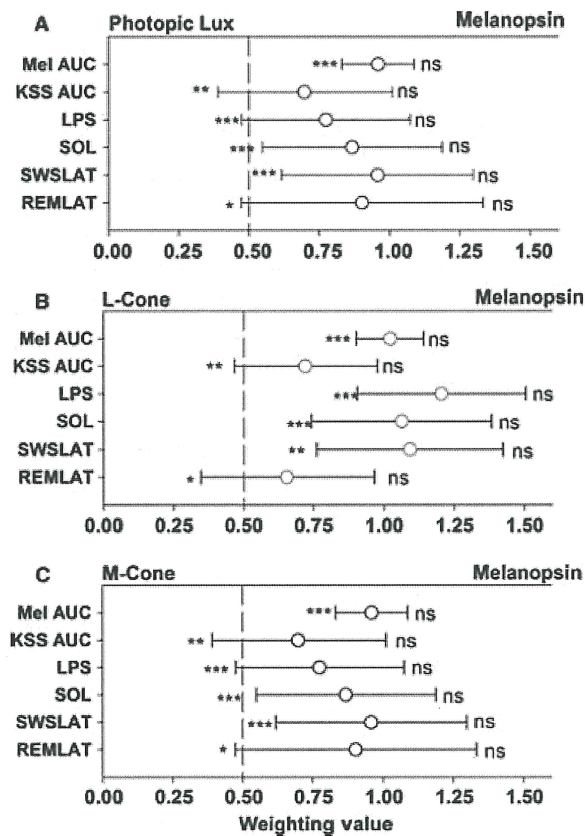 A Photopic Lux Melanopsin
Mel AUC *** ns
KSS AUC ** ns
LPS *** ns
SOL *** ns
SWSLAT *** ns
REMLAT * ns
0.00 0.25 0.50 0.75 1.00 1.25 1.50
B L-Cone Melanopsin
Mel AUC *** ns
KSS AUC ** ns
LPS *** ns
SOL *** ns
SWSLAT ** ns
REMLAT * ns
0.00 0.25 0.50 0.75 1.00 1.25 1.50
C M-Cone Melanopsin
Mel AUC *** ns
KSS AUC ** ns
LPS *** ns
SOL *** ns
SWSLAT *** ns
REMLAT * ns
0.00 0.25 0.50 0.75 1.00 1.25 1.50
Weighting value